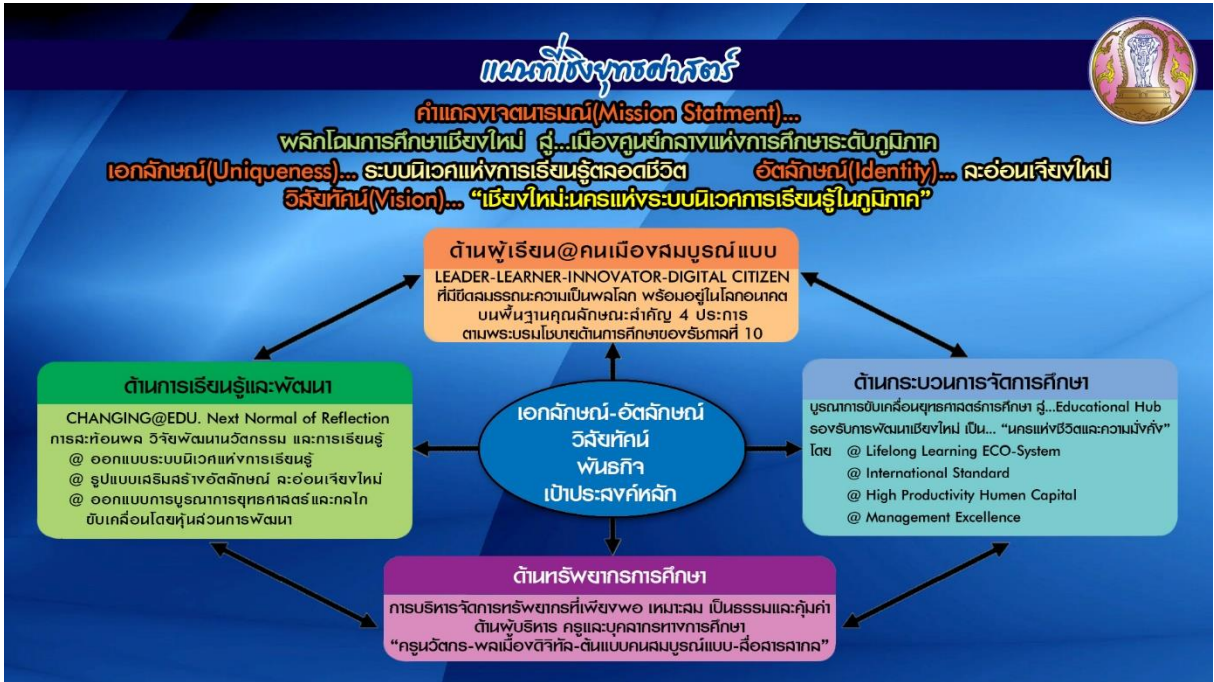 แผนที่เชิงยุทธศาสตร์
คำแถลงเจตนารมณ์(Mission Statment)...
พลิกโฉมการศึกษาเชียงใหม่ สู่...เมืองศูนย์กลางแห่งการศึกษาระดับภูมิภาค
เอกลักษณ์(Uniqueness)... ระบบนิเวศแห่งการเรียนรู้ตลอดชีวิต อัตลักษณ์(Identity)... ละอ่อนเจียงใหม่
วิสัยทัศน์(Vision)... “เชียงใหม่:นครแห่งระบบนิเวศการเรียนรู้ในภูมิภาค”
ด้านผู้เรียน@คนเมืองสมบูรณ์แบบ
LEADER-LEARNER-INNOVATOR-DIGITAL CITIZEN
ที่มีขีดสมรรถนะความเป็นพลโลก พร้อมอยู่ในโลกอนาคต
บนพื้นฐานคุณลักษณะสำคัญ 4 ประการ
ตามพระบรมโชบายด้านการศึกษาของรัชกาลที่ 10
ด้านการเรียนรู้และพัฒนา
CHANGING@EDU. Next Normal of Reflection
การสะท้อนผล วิจัยพัฒนานวัตกรรม และการเรียนรู้
@ ออกแบบระบบนิเวศแห่งการเรียนรู้
@ รูปแบบเสริมสร้างอัตลักษณ์ ละอ่อนเจียงใหม่
@ ออกแบบการบูรณาการยุทธศาสตร์และกลไก
ขับเคลื่อนโดยหุ้นส่วนการพัฒนา
เอกลักษณ์-อัตลักษณ์
วิสัยทัศน์
พันธกิจ
เป้าประสงค์หลัก
ด้านกระบวนการจัดการศึกษา
บูรณาการขับเคลื่อนยุทธศาสตร์การศึกษา สู่...Educational Hub
รองรับการพัฒนาเชียงใหม่ เป็น... “นครแห่งชีวิตและความมั่งคั่ง”
โดย @ Lifelong Learning ECO-System
@ International Standard
@ High Productivity Humen Capital
@ Management Excellence
ด้านทรัพยากรการศึกษา
การบริหารจัดการทรัพยากรที่เพียงพอ เหมาะสม เป็นธรรมและคุ้มค่า
ด้านผู้บริหาร ครูและบุคลากรทางการศึกษา
“ครูนวัตกร-พลเมืองดิจิทัล-ต้นแบบคนสมบูรณ์แบบ-สื่อสารสากล”